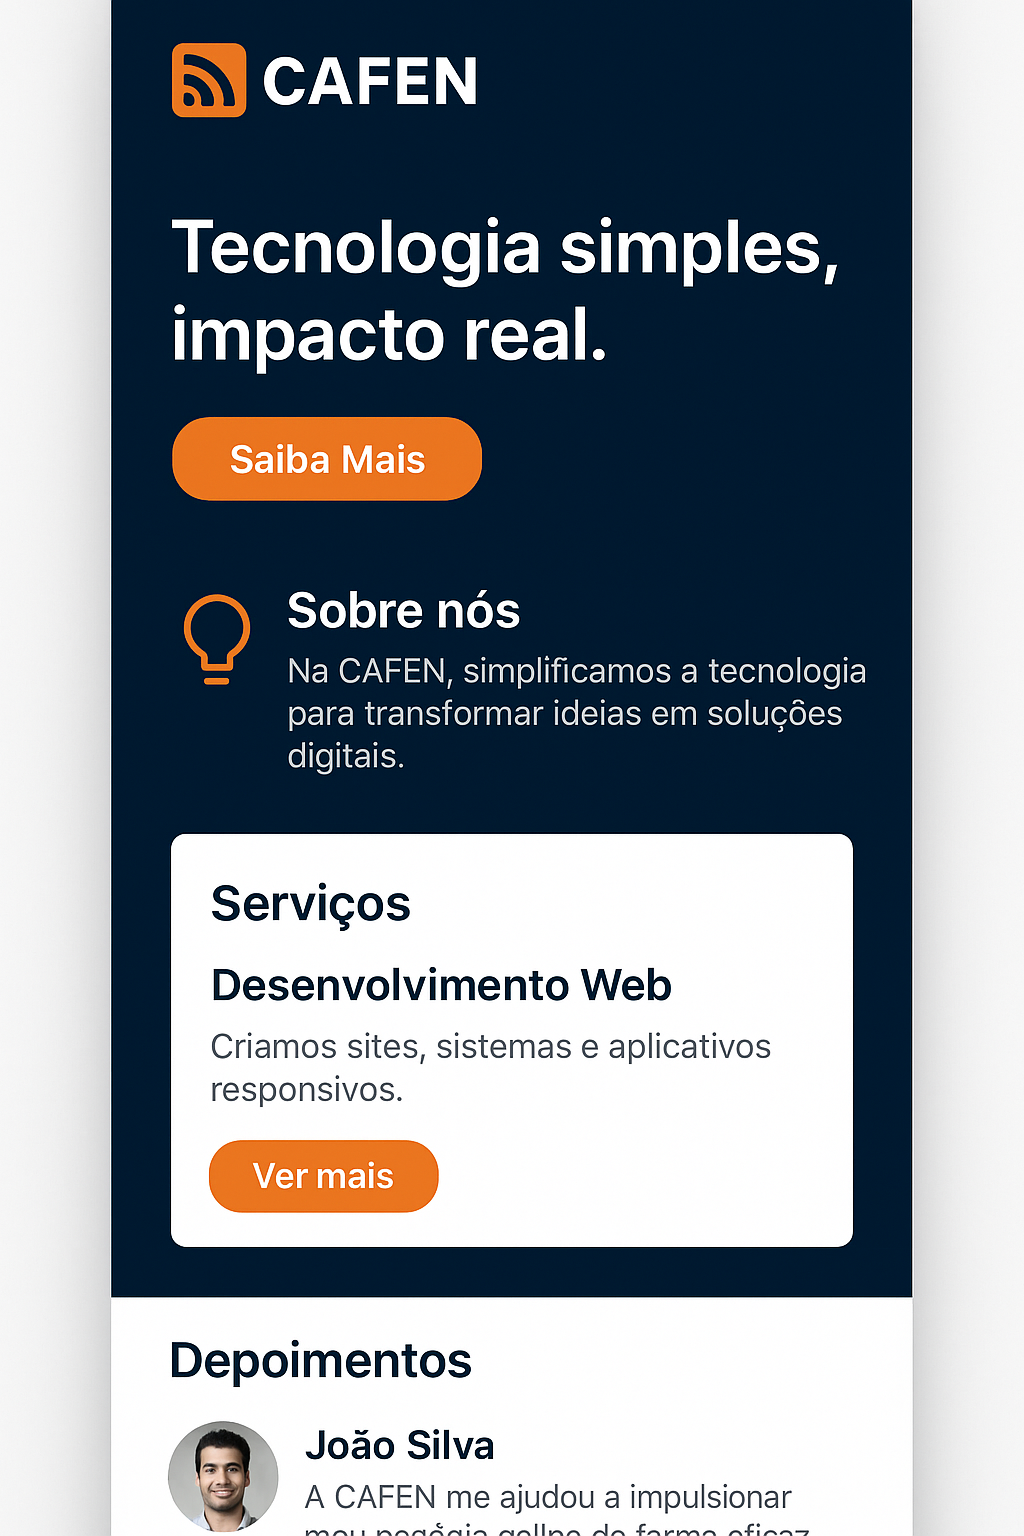 CAFEN
Tecnologia simples,
impacto real.
Saiba Mais
Sobre nós
Na CAFEN, simplificamos a tecnologia
para transformar ideias em soluções
digitais.
Serviços
Desenvolvimento Web
Criamos sites, sistemas e aplicativos
responsivos.
Ver mais
Depoimentos
João Silva
A CAFEN me ajudou a impulsionar